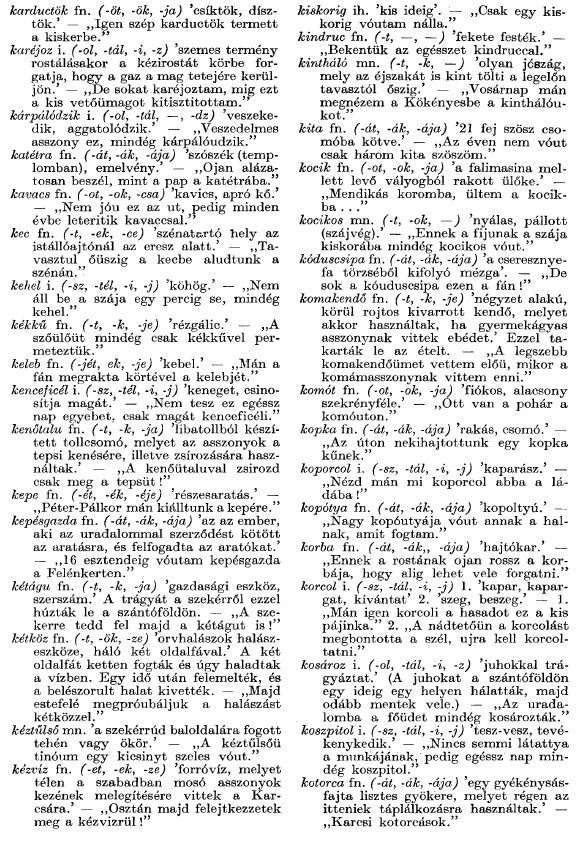 karductök fn. (-öt, -ök, -ja) ’csíktök, dísz-
tök.’ — „Igen szép karductök termett
a kiskerbe.”
karéjoz i. (-ol, -tál, -i, -z) ’szemes termény
rostálásakor a kézirostát körbe for-
gatja, hogy a gaz a mag tetejére kerül-
jön.’ — „De sokat karéjoztam, míg ezt
a kis vetőümagot kitisztítottam.”
kárpálódzik i. (-ol, -tál, —, -dz) ’veszeke-
dik, aggatolódzik.’ — „Veszedelmes
asszony ez, mindég kárpálóudzik.”
katétra fn. (-át, -ák, -ája) ’szószék (temp-
lomban), emelvény.’ — „Ojan aláza-
tosan beszél, mint a pap a katétrába.”
kavacs fn. (-ot, -ok, -osa) ’kavics, apró kő.’
— „Nem jóu ez az ut, pedig minden
évbe leteritik kavaccsal.”
kec fn. (-t, -ek, -ce) ’szénatartó hely az
istállóajtónál az eresz alatt.’ — „Ta-
vasztul őüszig a kecbe aludtunk a
szénán.”
kehel i. (-sz, -tél, -i, -j) ’köhög.’ — „Nem
áll be a szája egy percig se, mindég
kehel.”
kékkű fn. (-t, -k, -je) ’rézgálic.’ — „A
szőülőüt mindég csak kékkűvel per-
meteztük.”
keleb fn. (-jét, ek, -je) ’kebel.’ — „Mán a
fán megrakta körtével a kelebjét.”
kenceficél i. (-sz, -tél, -i, -j) ’keneget, csino-
sítja magát.’ — „Nem tesz ez egéssz
nap egyebet, csak magát kenceficéli.”
kenőtalu fn. (-t, -k, -ja) ’libatollból készí-
tett tollcsomó, melyet az asszonyok a
tepsi kenésére, illetve zsírozására hasz-
náltak.’ — „A kenőütaluval zsirozd
csak meg a tepsüt!”
kepe fn. (-ét, -ék, -éje) ’részesaratás.’ —
„Péter-Pálkor mán kiálltunk a kepére.”
kepésgazda fn. (-át, -ák, -ája) ’az az ember,
aki az uradalommal szerződést kötött
az aratásra, és felfogadta az aratókat.’
— „16 esztendeig vóutam kepésgazda
a Felénkerten.”
kétágu fn. (-t, -k, -ja) ’gazdasági eszköz,
szerszám.’ A trágyát a szekérről ezzel
húzták le a szántóföldön. — „A sze-
kerre tedd fel majd a kétágut is!”
kétköz fn. (-t, -ök, -ze) ’orvhalászok halász-
eszköze, háló két oldalfával.’ A két
oldalfát ketten fogták és úgy haladtak
a vízben. Egy idő után felemelték, és
a belészorult halat kivették. — „Majd
estefelé megpróubáljuk a halászást
kétközzel.”
kéztűlső mn. ’a szekérrúd baloldalára fogott
tehén vagy ökör.’ — „A kéztűlsőü
tinóum egy kicsinyt szeles vóut.”
kézvíz fn. (-et, -ek, -ze) ’forróvíz, melyet
télen a szabadban mosó asszonyok
kezének melegítésére vittek a Kar-
csára.’ — „Osztán majd felejtkezzetek
meg a kézvizrül!”
kiskorig ih. ’kis ideig’. — „Csak egy kis-
korig vóutam nálla.”
kindruc fn. (-t, —, —) ’fekete festék.’ —
„Bekentük az egésszet kindruccal.”
kintháló mn. (-t, -k, —) ’olyan jószág,
mely az éjszakát is kint tölti a legelőn
tavasztól őszig.’ — „Vosárnap mán
megnézem a Kökényesbe a kinthálóu-
kot.”
kita fn. (-át, -ák, -ája) ’21 fej szösz cso-
móba kötve.’ — „Az éven nem vóut
csak három kita szöszöm.”
kocik fn. (-ot, -ok, -ja) ’a falimasina mel-
lett levő vályogból rakott ülőke.’ —
„Mendikás koromba, ültem a kocik-
ba . . .”
kocikos mn. (-t, -ok, —) ’nyálas, pállott
(szájvég).’ — „Ennek a fijunak a szája
kiskorába mindég kocikos vóut.”
kóduscsipa fn. (-át, -ák, -ája) ’a cseresznye-
fa törzséből kifolyó mézga’. — „De
sok a kóuduscsipa ezen a fán!”
komakendő fn. (-t, -k, -je) ’négyzet alakú,
körül rojtos kivarrott kendő, melyet
akkor használtak, ha gyermekágyas
asszonynak vittek ebédet.’ Ezzel ta-
karták le az ételt. — „A legszebb
komakendőümet vettem előü, mikor a
komámasszonynak vittem enni.”
komót fn. (-ot, -ok, -ja) ’fiókos, alacsony
szekrényféle.’ — „Ott van a pohár a
komóuton.”
kopka fn. (-át, -ák, -ája) ’rakás, csomó.’ —
„Az úton nekihajtottunk egy kopka
kűnek.”
koporcol i. (-sz, -tál, -i, -j) ’kaparász.’ —
„Nézd mán mi koporcol abba a lá-
dába!”
kopótya fn. (-át, -ák, -ája) ’kopoltyú.’ —
„Nagy kopóutyája vóut annak a hal-
nak, amit fogtam.”
korba fn. (-át, -ák,, -ája) ’hajtókar.’ —
„Ennek a rostának ojan rossz a kor-
bája, hogy alig lehet vele forgatni.”
korcol i. (-sz, -tál, -i, -j) 1. ’kapar, kapar-
gat, kívántat’ 2. ’szeg, beszeg.’ — 1.
„Mán igen korcoli a hasadot ez a kis
pájinka.” 2. „A nádtetőün a korcolást
megbontotta a szél, ujra kell korcol-
tatni.”
kosároz i. (-ol, -tál, -i, -z) ’juhokkal trá-
gyáztat.’ (A juhokat a szántóföldön
egy ideig egy helyen hálatták, majd
odább mentek vele.) — „Az urada-
lomba a főüdet mindég kosározták.”
koszpitol i. (-sz, -tál, -i, -j) ’tesz-vesz, tevé-
kenykedik.’ — „Nincs semmi látattya
a munkájának, pedig egéssz nap min-
dég koszpitol.”
kotorca fn. (-át, -ák, -ája) ’egy gyékénysás-
fajta lisztes gyökere, melyet régen az
itteniek táplálkozásra használtak.’ —
„Karcsi kotorcások.”